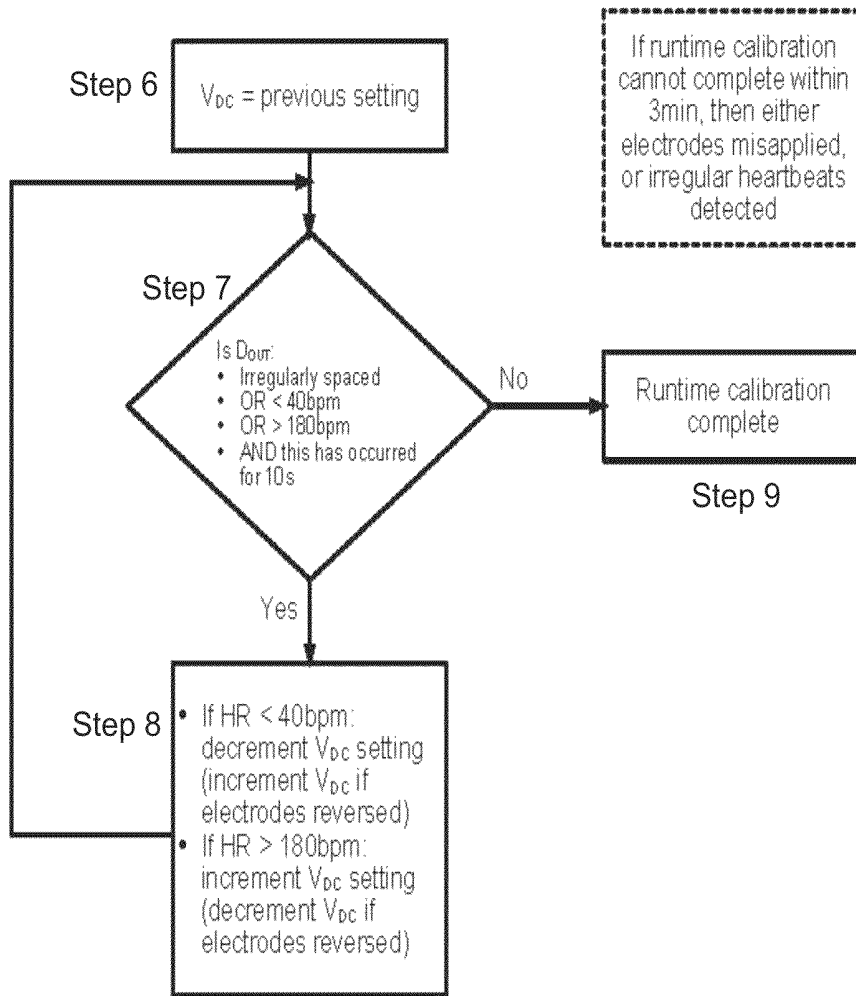 Step 6
V_DC = previous setting
If runtime calibration
cannot complete within
3min, then either
electrodes misapplied,
or irregular heartbeats
detected
Step 7
Is D_OUT:
• Irregularly spaced
• OR < 40bpm
• OR > 180bpm
• AND this has occurred
for 10s
No
Runtime calibration
complete
Step 9
Yes
Step 8
• If HR < 40bpm:
decrement V_DC setting
(increment V_DC if
electrodes reversed)
• If HR > 180bpm:
increment V_DC setting
(decrement V_DC if
electrodes reversed)